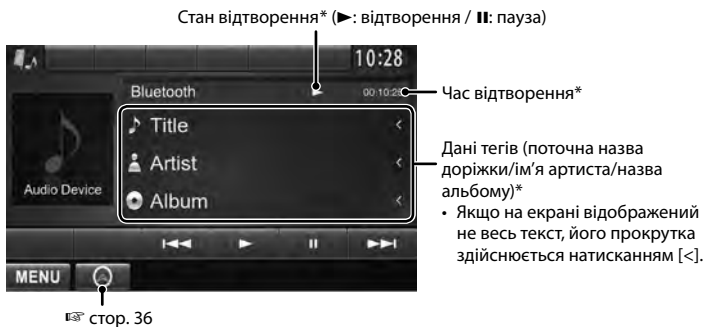 Стан відтворення* (►: відтворення / II: пауза)
10:28
Bluetooth ► 00:10:28
Час відтворення*
Title <
Artist <
Album <
Audio Device
Дані тегів (поточна назва
доріжки/ім’я артиста/назва
альбому)*
• Якщо на екрані відображений
не весь текст, його прокрутка
здійснюється натисканням [<].
MENU
☞ стор. 36